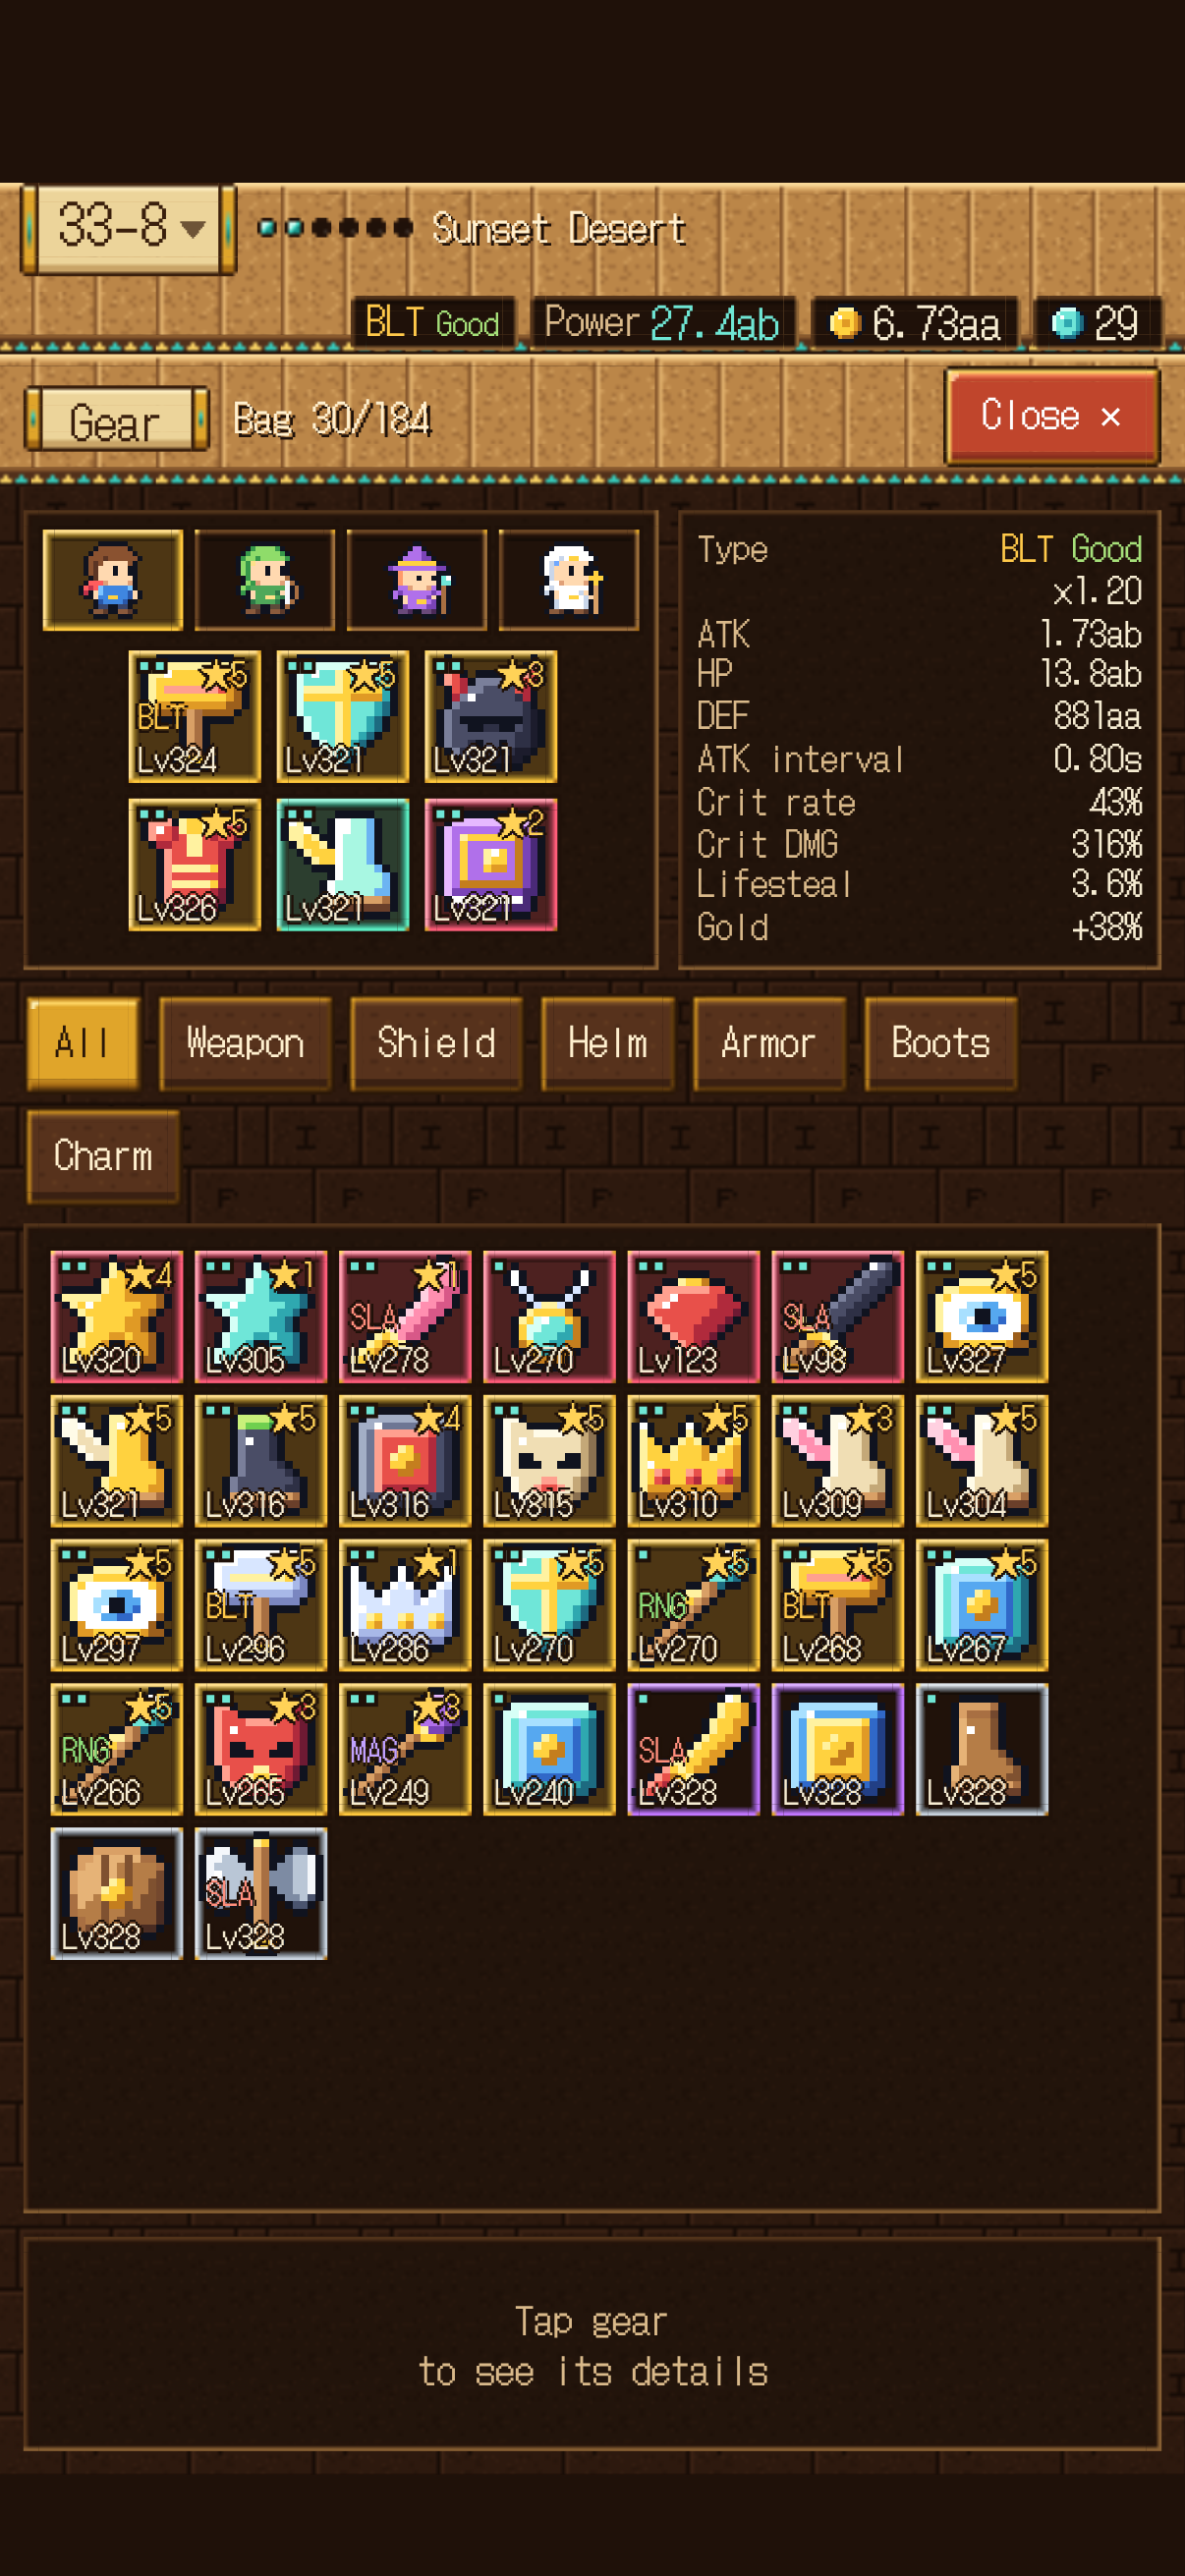 33-8 Sunset Desert
BLT Good Power 27.4ab 6.73aa 29
Gear Bag 30/184 Close ×
Type BLT Good
x1.20
ATK 1.73ab
HP 13.8ab
DEF 881aa
ATK interval 0.80s
Crit rate 43%
Crit DMG 316%
Lifesteal 3.6%
Gold +38%
★5 ★5 ★3
BLT
Lv324 Lv321 Lv321
★5 ★2
Lv326 Lv321 Lv321
All Weapon Shield Helm Armor Boots
Charm
★4 ★1 ★1 ★5
SLA SLA
Lv320 Lv305 Lv278 Lv270 Lv123 Lv98 Lv327
★5 ★5 ★4 ★5 ★5 ★3 ★5
Lv321 Lv316 Lv316 Lv315 Lv310 Lv309 Lv304
★5 ★5 ★1 ★5 ★5 ★5 ★5
BLT RNG BLT
Lv297 Lv296 Lv286 Lv270 Lv270 Lv268 Lv267
★5 ★3 ★3
RNG MAG SLA
Lv266 Lv265 Lv249 Lv240 Lv328 Lv328 Lv328
SLA
Lv328 Lv328
Tap gear
to see its details